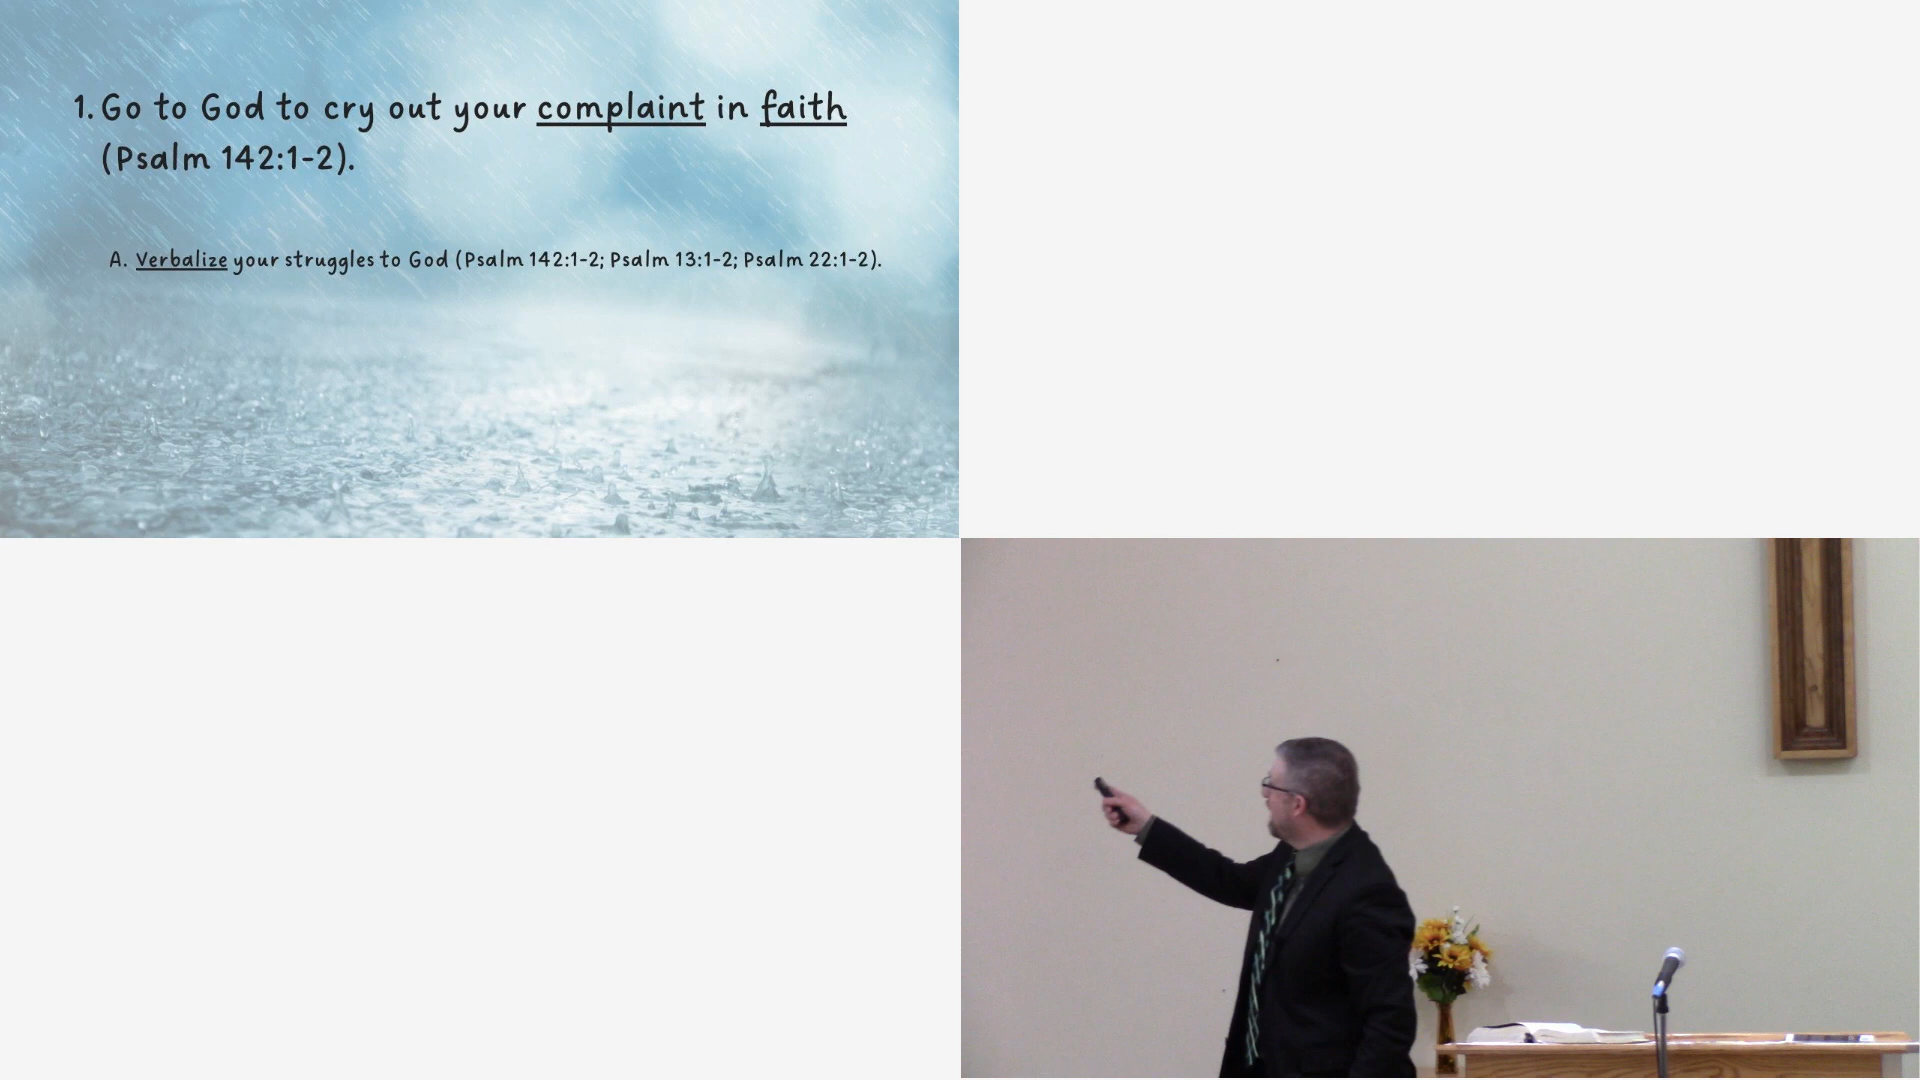 1. Go to God to cry out your complaint in faith
(Psalm 142:1-2).
A. Verbalize your struggles to God (Psalm 142:1-2; Psalm 13:1-2; Psalm 22:1-2).